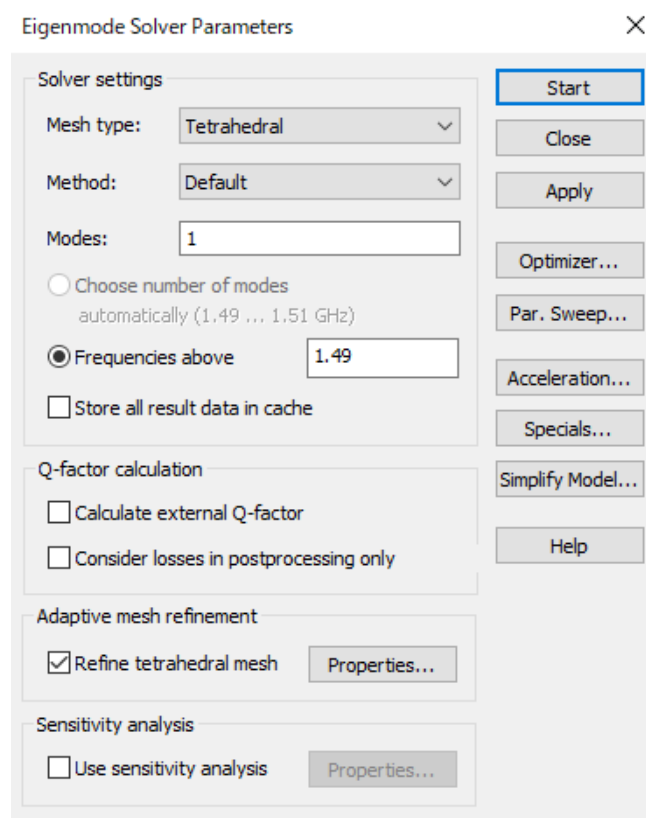 Eigenmode Solver Parameters
Solver settings
Mesh type: Tetrahedral
Method: Default
Modes: 1
Choose number of modes
automatically (1.49 ... 1.51 GHz)
Frequencies above 1.49
Store all result data in cache
Q-factor calculation
Calculate external Q-factor
Consider losses in postprocessing only
Adaptive mesh refinement
Refine tetrahedral mesh Properties...
Sensitivity analysis
Use sensitivity analysis Properties...
Start
Close
Apply
Optimizer...
Par. Sweep...
Acceleration...
Specials...
Simplify Model...
Help